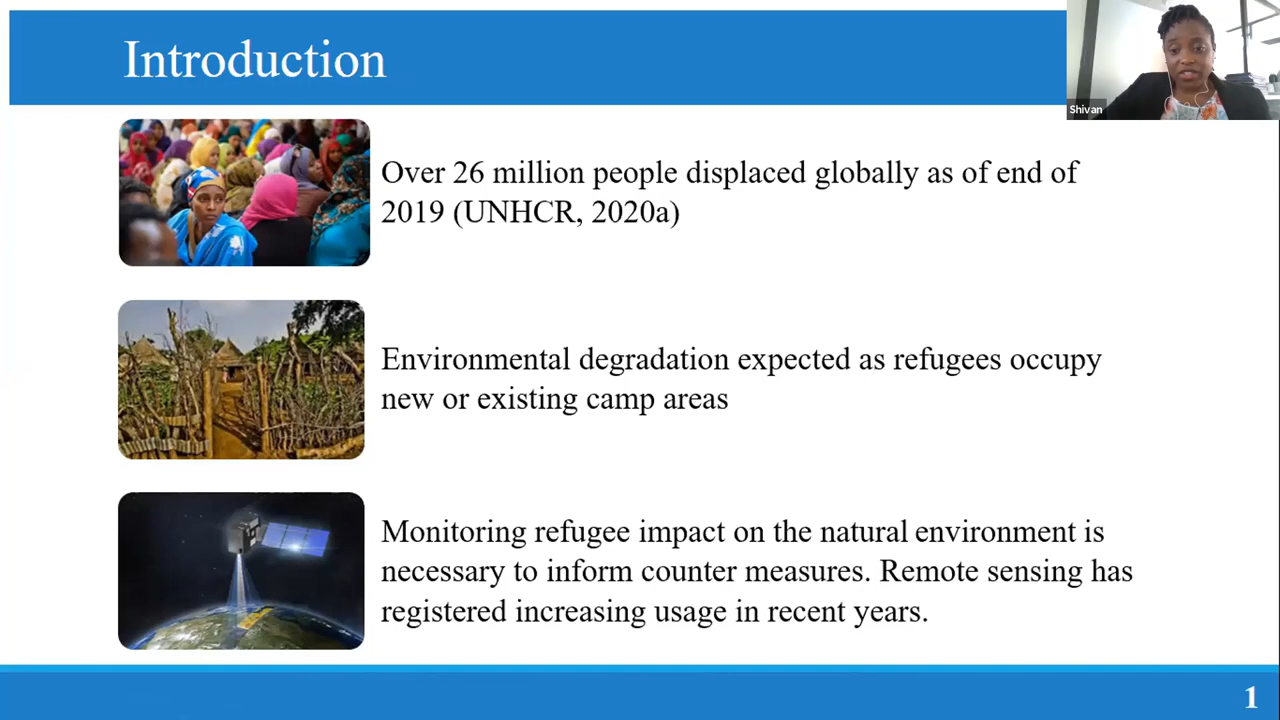 Introduction
Shivan
Over 26 million people displaced globally as of end of
2019 (UNHCR, 2020a)
Environmental degradation expected as refugees occupy
new or existing camp areas
Monitoring refugee impact on the natural environment is
necessary to inform counter measures. Remote sensing has
registered increasing usage in recent years.
1